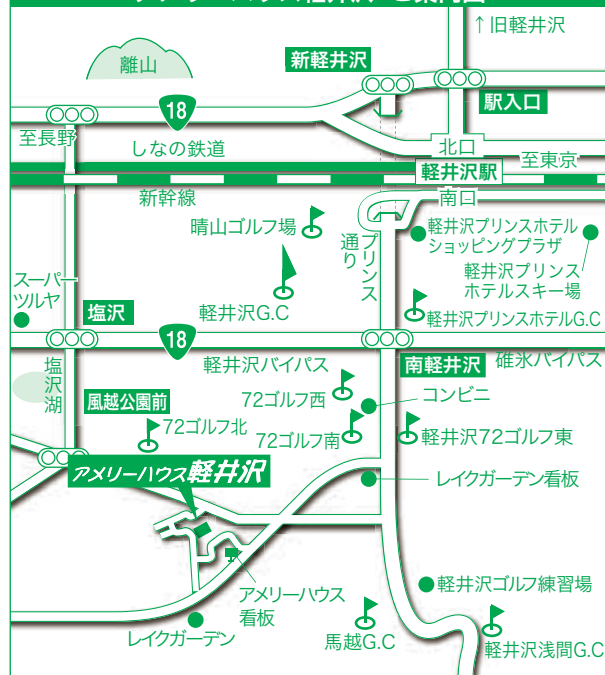 ↑旧軽井沢
離山
新軽井沢
18
駅入口
至長野
しなの鉄道
北口
至東京
軽井沢駅
新幹線
南口
晴山ゴルフ場
プリンス
通り
軽井沢プリンスホテル
ショッピングプラザ
軽井沢プリンス
ホテルスキー場
スーパー
ツルヤ
軽井沢G.C
軽井沢プリンスホテルG.C
塩沢
18
軽井沢バイパス
南軽井沢
碓氷バイパス
塩沢湖
風越公園前
72ゴルフ西
コンビニ
72ゴルフ北
72ゴルフ南
軽井沢72ゴルフ東
アメリーハウス軽井沢
レイクガーデン看板
アメリーハウス
看板
軽井沢ゴルフ練習場
レイクガーデン
馬越G.C
軽井沢浅間G.C